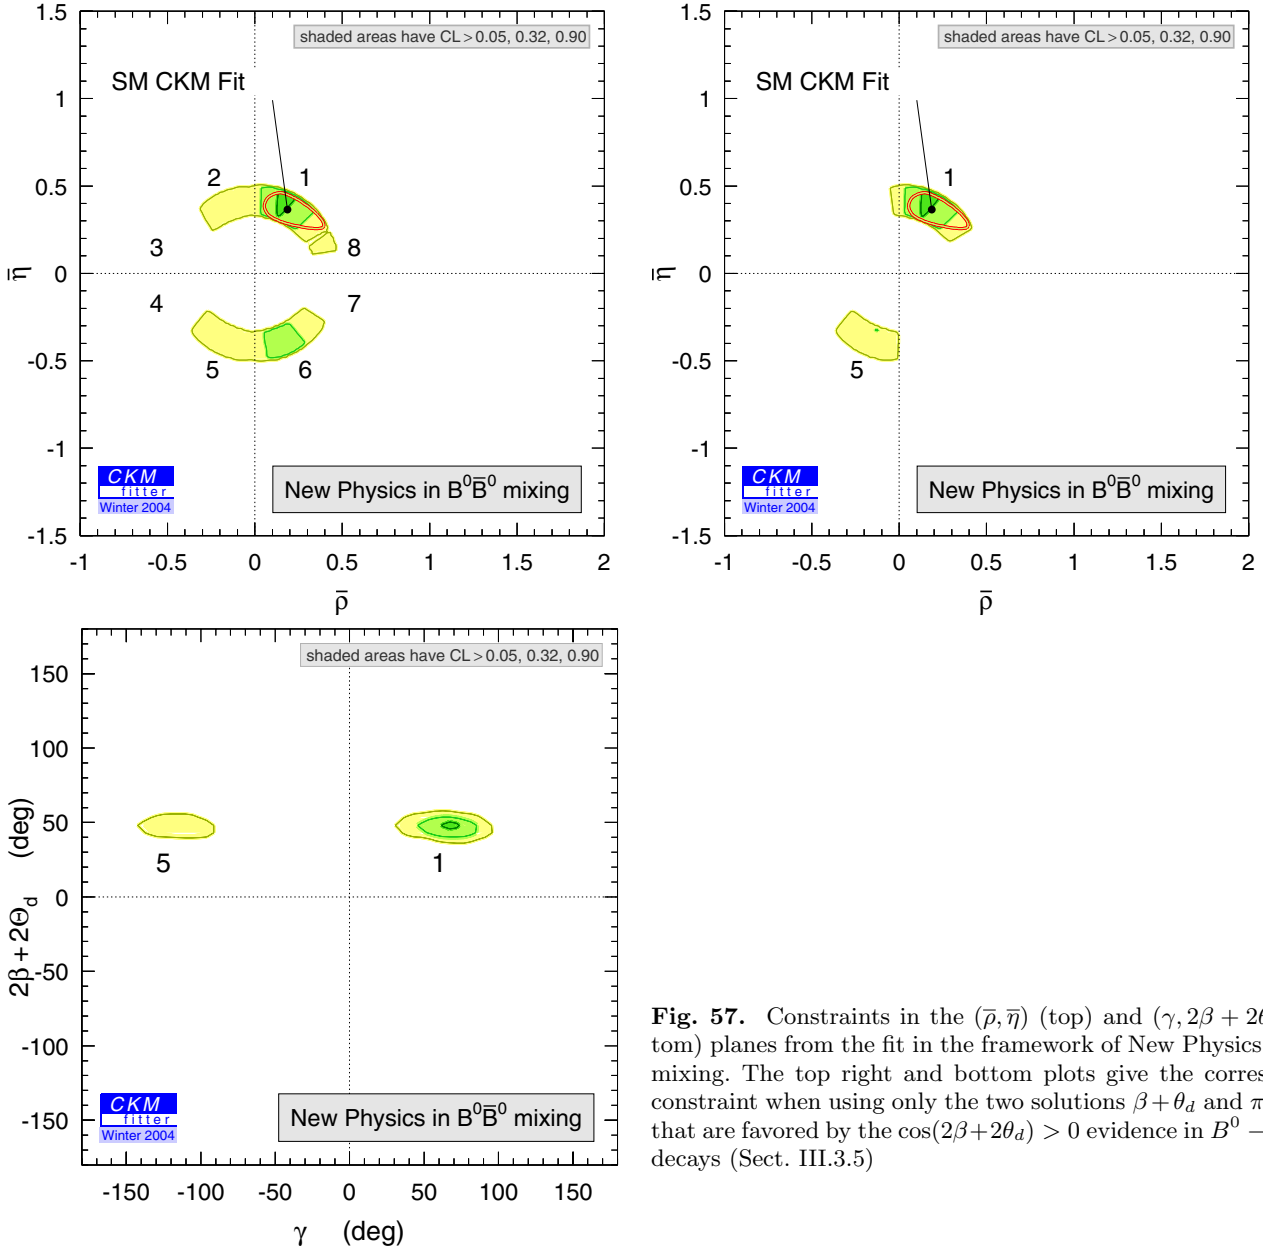 shaded areas have CL > 0.05, 0.32, 0.90
SM CKM Fit
1.5
1
0.5
0
-0.5
-1
-1.5
η̅
2
1
3
8
4
7
5
6
CKM
fitter
Winter 2004
New Physics in B⁰B̅⁰ mixing
-1 -0.5 0 0.5 1 1.5 2
ρ̅
shaded areas have CL > 0.05, 0.32, 0.90
SM CKM Fit
1.5
1
0.5
0
-0.5
-1
-1.5
η̅
1
5
CKM
fitter
Winter 2004
New Physics in B⁰B̅⁰ mixing
-1 -0.5 0 0.5 1 1.5 2
ρ̅
shaded areas have CL > 0.05, 0.32, 0.90
150
100
50
0
-50
-100
-150
2β + 2Θd (deg)
5
1
CKM
fitter
Winter 2004
New Physics in B⁰B̅⁰ mixing
-150 -100 -50 0 50 100 150
γ (deg)
Fig. 57. Constraints in the (ρ̅, η̅) (top) and (γ, 2β + 2θ
tom) planes from the fit in the framework of New Physics
mixing. The top right and bottom plots give the corres
constraint when using only the two solutions β + θd and π
that are favored by the cos(2β+2θd) > 0 evidence in B⁰ −
decays (Sect. III.3.5)